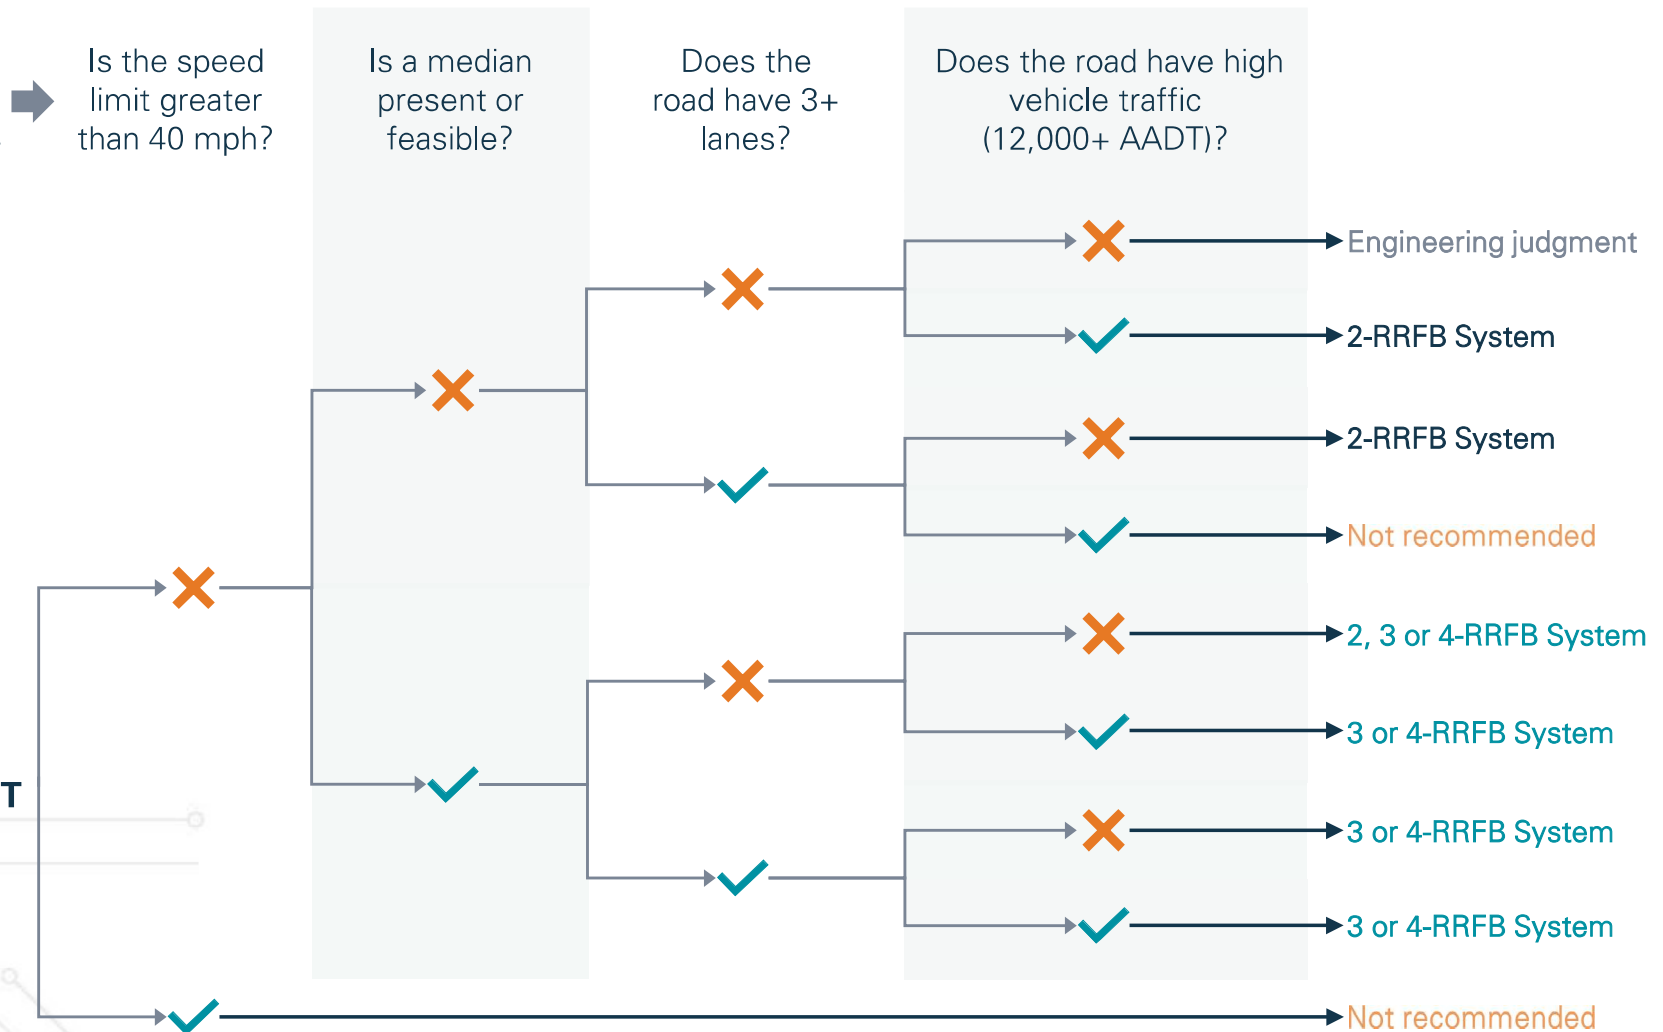 Is the speed
limit greater
than 40 mph?
Is a median
present or
feasible?
Does the
road have 3+
lanes?
Does the road have high
vehicle traffic
(12,000+ AADT)?
Engineering judgment
2-RRFB System
2-RRFB System
Not recommended
2, 3 or 4-RRFB System
3 or 4-RRFB System
T
3 or 4-RRFB System
3 or 4-RRFB System
Not recommended